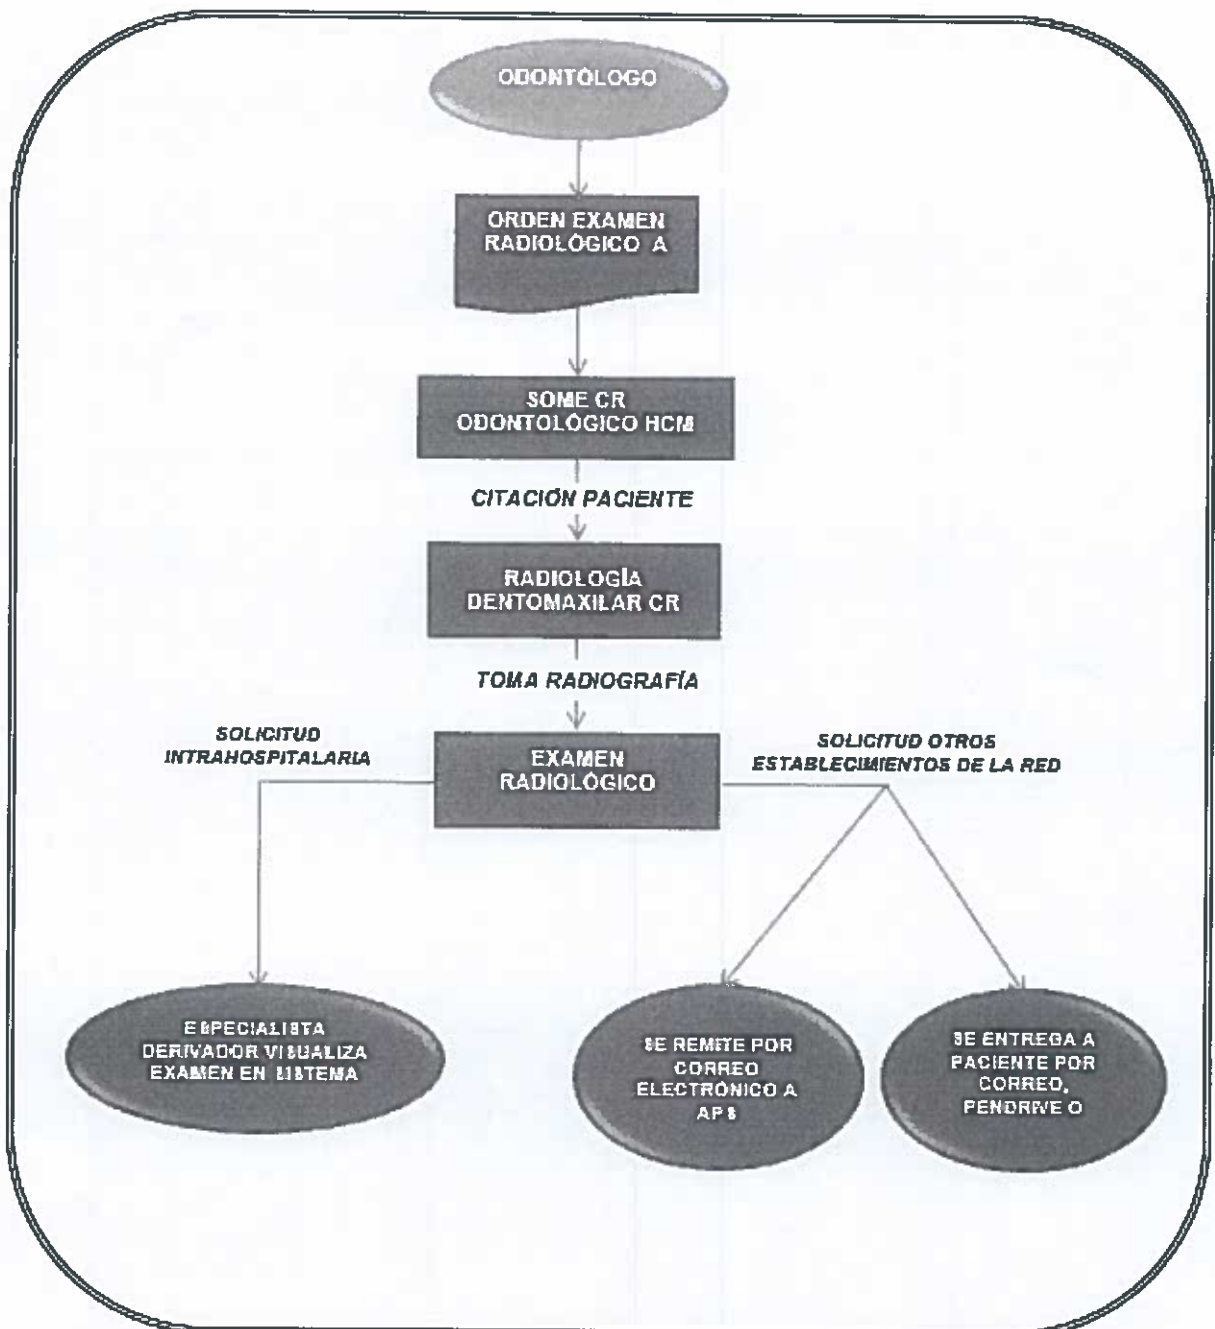 ODONTÓLOGO
ORDEN EXAMEN
RADIOLÓGICO A
SOME CR
ODONTOLÓGICO HCM
CITACIÓN PACIENTE
RADIOLOGÍA
DENTOMAXILAR CR
TOMA RADIOGRAFÍA
SOLICITUD
INTRAHOSPITALARIA
EXAMEN
RADIOLÓGICO
SOLICITUD OTROS
ESTABLECIMIENTOS DE LA RED
ESPECIALISTA
DERIVADOR VISUALIZA
EXAMEN EN SISTEMA
SE REMITE POR
CORREO
ELECTRÓNICO A
APS
SE ENTREGA A
PACIENTE POR
CORREO,
PENDRIVE O